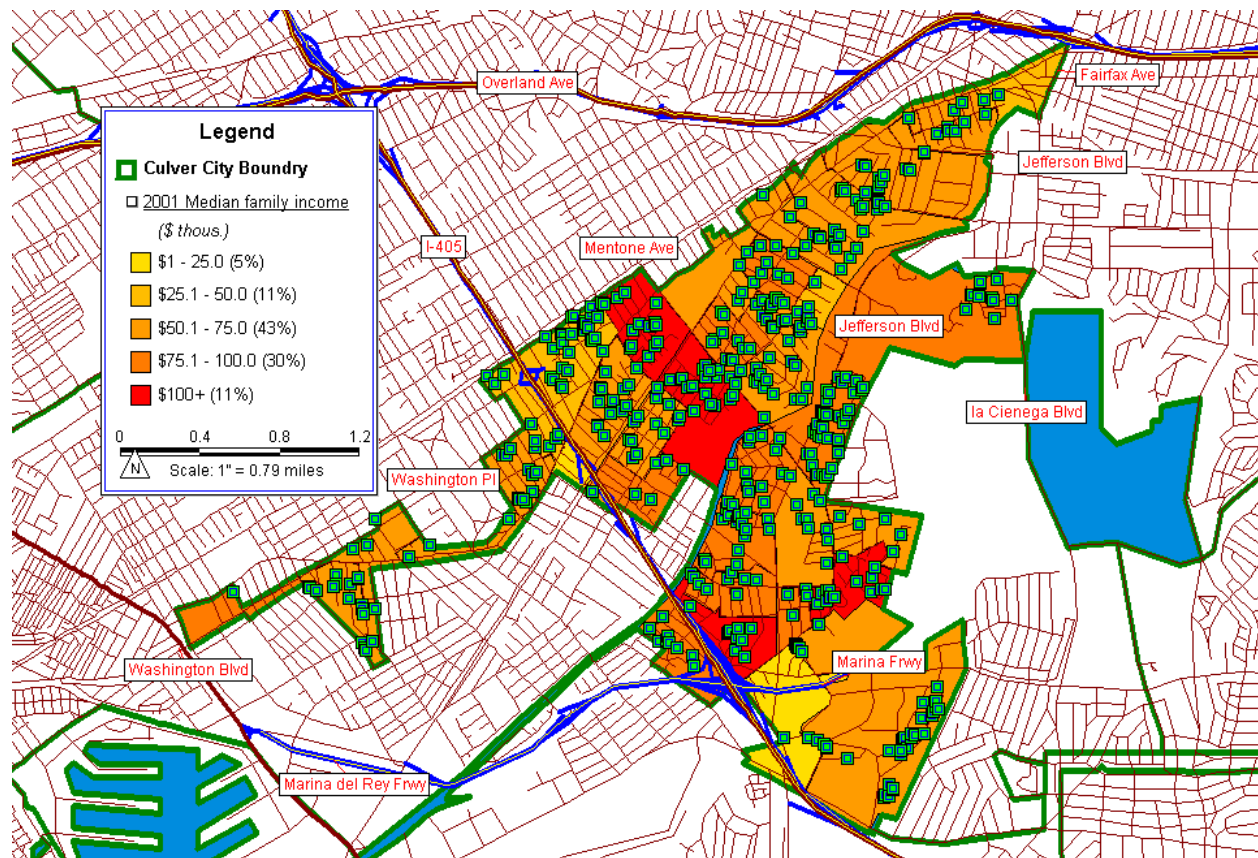 Overland Ave
Fairfax Ave
Legend
Culver City Boundry
2001 Median family income
($ thous.)
$1 - 25.0 (5%)
$25.1 - 50.0 (11%)
$50.1 - 75.0 (43%)
$75.1 - 100.0 (30%)
$100+ (11%)
0 0.4 0.8 1.2
N
Scale: 1" = 0.79 miles
Jefferson Blvd
I-405
Mentone Ave
Jefferson Blvd
la Cienega Blvd
Washington Pl
Washington Blvd
Marina Frwy
Marina del Rey Frwy